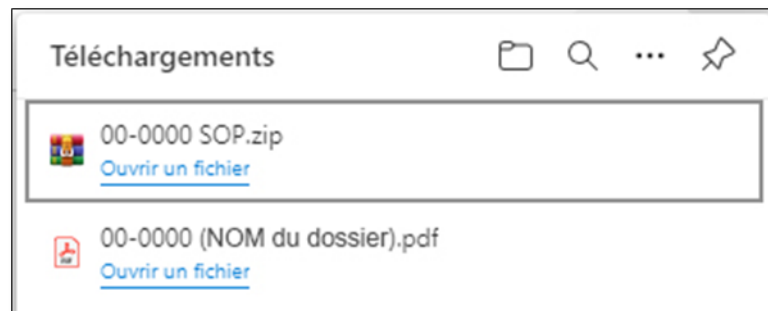 Téléchargements
00-0000 SOP.zip
Ouvrir un fichier
00-0000 (NOM du dossier).pdf
Ouvrir un fichier